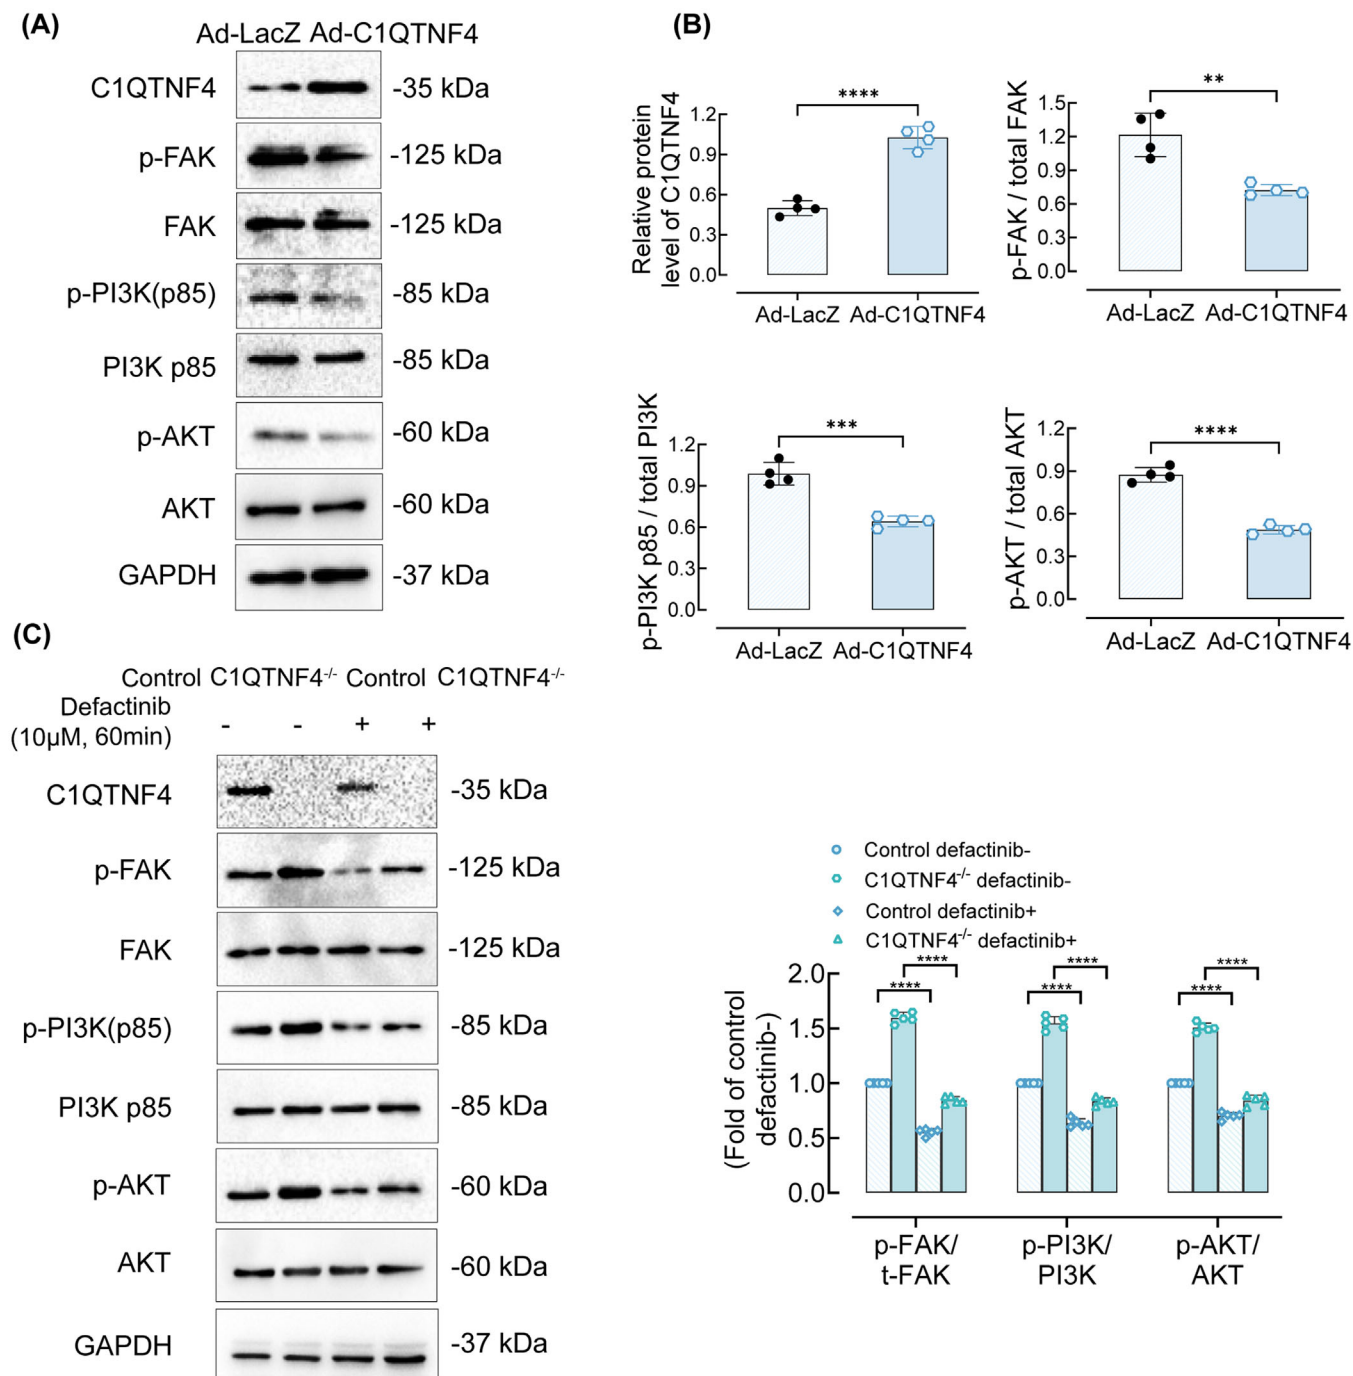 (A)
Ad-LacZ Ad-C1QTNF4
C1QTNF4
-35 kDa
p-FAK
-125 kDa
FAK
-125 kDa
p-PI3K(p85)
-85 kDa
PI3K p85
-85 kDa
p-AKT
-60 kDa
AKT
-60 kDa
GAPDH
-37 kDa
(B)
Relative protein
level of C1QTNF4
1.2
0.9
0.6
0.3
0.0
****
Ad-LacZ Ad-C1QTNF4
p-FAK / total FAK
1.5
1.2
0.9
0.6
0.3
0.0
**
Ad-LacZ Ad-C1QTNF4
p-PI3K p85 / total PI3K
1.2
0.9
0.6
0.3
0.0
***
Ad-LacZ Ad-C1QTNF4
p-AKT / total AKT
1.2
0.9
0.6
0.3
0.0
****
Ad-LacZ Ad-C1QTNF4
(C)
Control C1QTNF4-/- Control C1QTNF4-/-
Defactinib
(10μM, 60min)
- - + +
C1QTNF4
-35 kDa
p-FAK
-125 kDa
FAK
-125 kDa
p-PI3K(p85)
-85 kDa
PI3K p85
-85 kDa
p-AKT
-60 kDa
AKT
-60 kDa
GAPDH
-37 kDa
Control defactinib-
C1QTNF4-/- defactinib-
Control defactinib+
C1QTNF4-/- defactinib+
(Fold of control
defactinib-)
2.0
1.5
1.0
0.5
0.0
**** **** ****
**** **** ****
p-FAK/
t-FAK
p-PI3K/
PI3K
p-AKT/
AKT